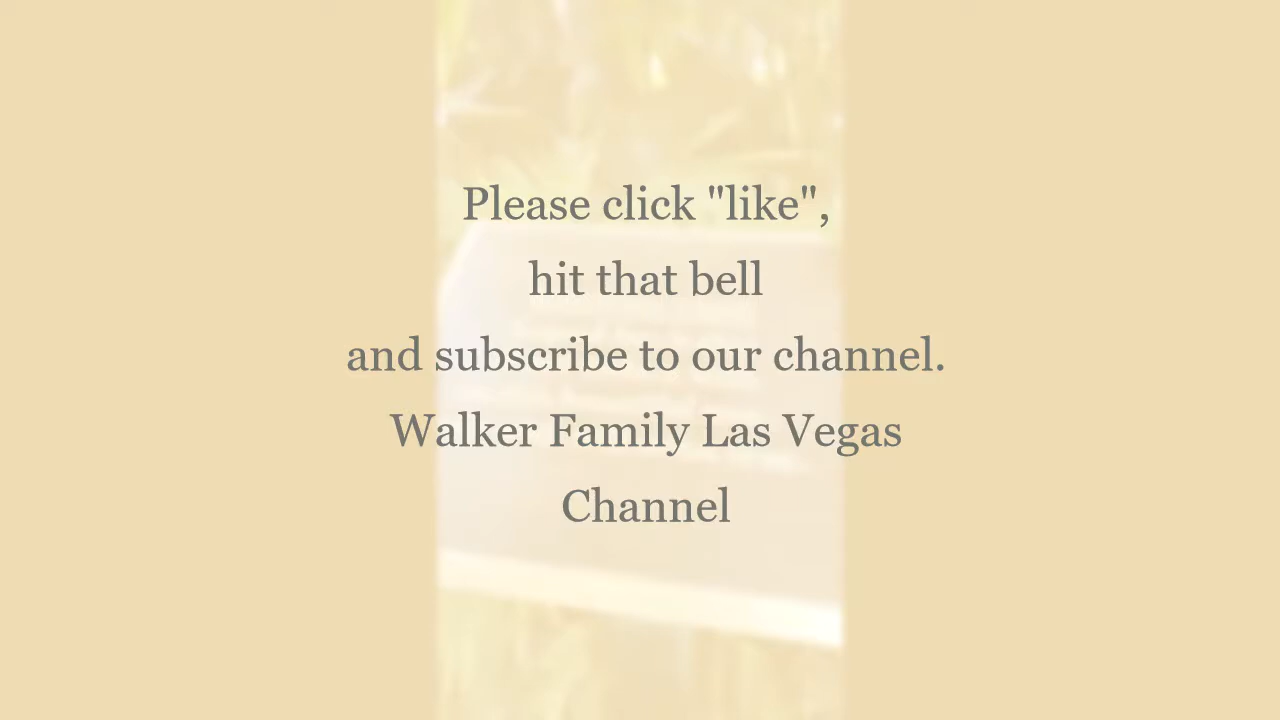 Please click "like",
hit that bell
and subscribe to our channel.
Walker Family Las Vegas
Channel